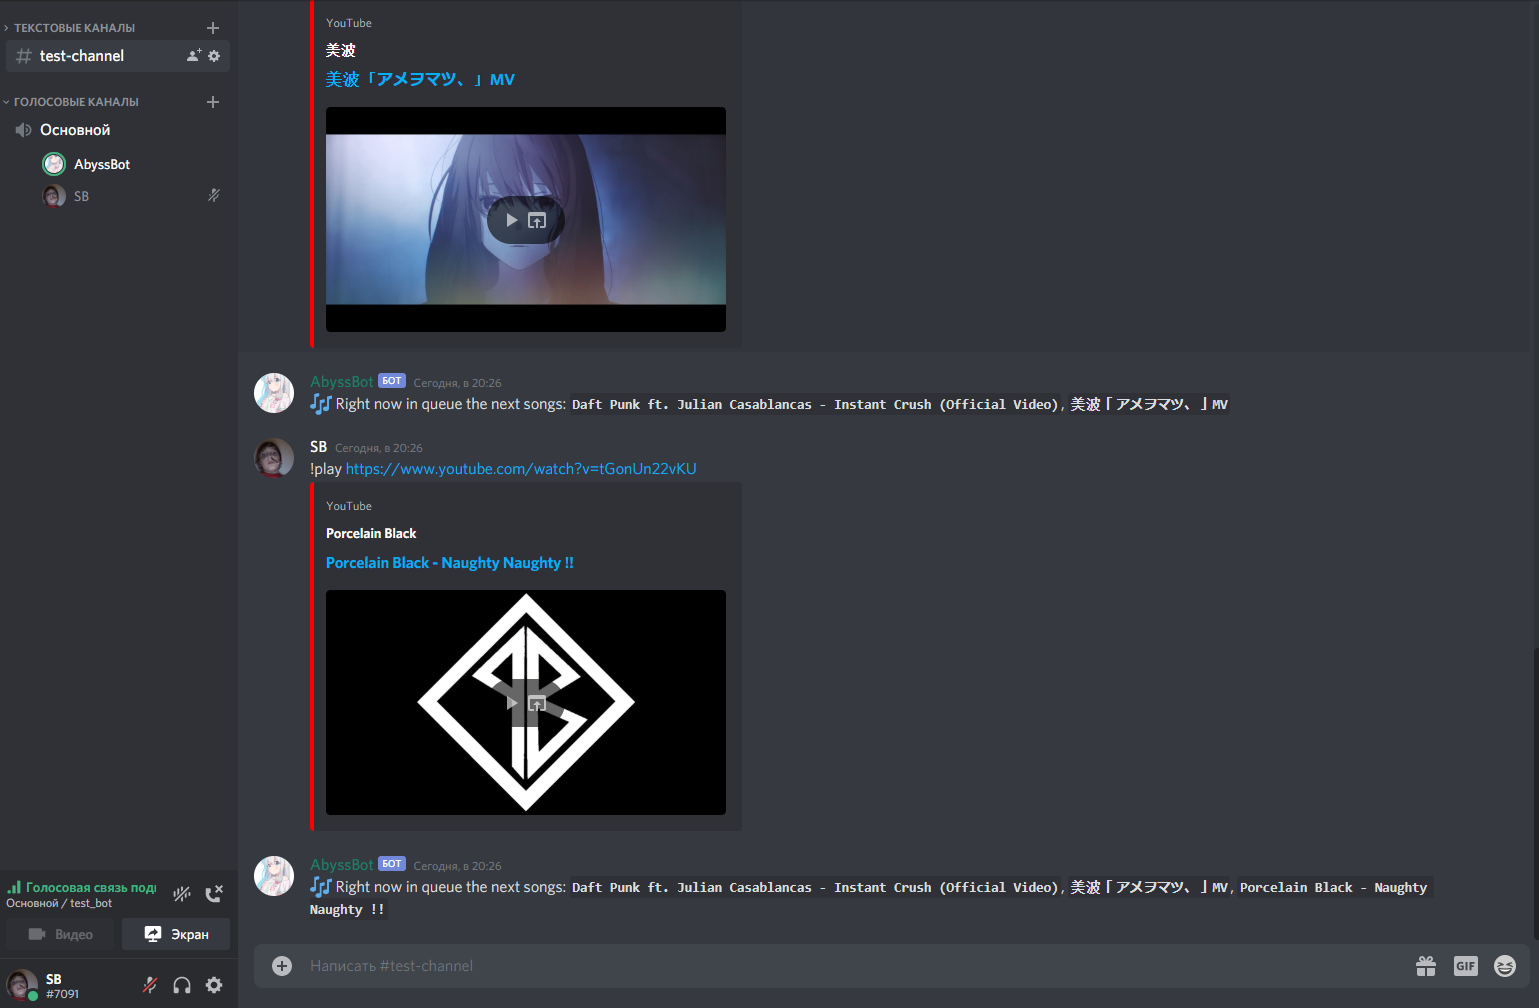 ТЕКСТОВЫЕ КАНАЛЫ
# test-channel
ГОЛОСОВЫЕ КАНАЛЫ
Основной
AbyssBot
SB
Голосовая связь подк
Основной / test_bot
Видео
Экран
SB
#7091
YouTube
美波
美波「アメヲマツ、」MV
AbyssBot БОТ Сегодня, в 20:26
Right now in queue the next songs: Daft Punk ft. Julian Casablancas - Instant Crush (Official Video), 美波「アメヲマツ、」MV
SB Сегодня, в 20:26
!play https://www.youtube.com/watch?v=tGonUn22vKU
YouTube
Porcelain Black
Porcelain Black - Naughty Naughty !!
AbyssBot БОТ Сегодня, в 20:26
Right now in queue the next songs: Daft Punk ft. Julian Casablancas - Instant Crush (Official Video), 美波「アメヲマツ、」MV, Porcelain Black - Naughty
Naughty !!
Написать #test-channel
GIF